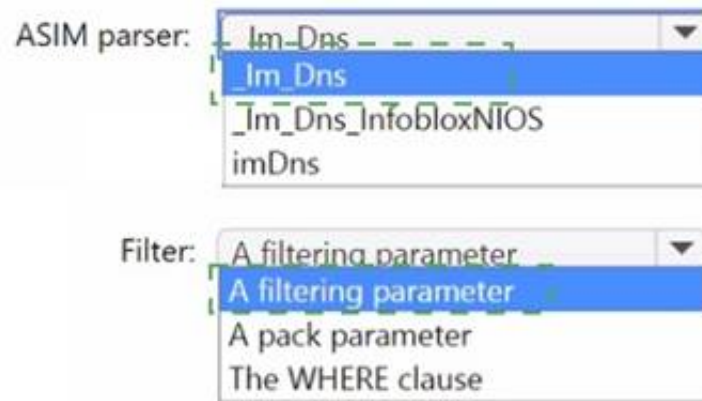 ASIM parser: _Im_Dns
_Im_Dns
_Im_Dns_InfobloxNIOS
imDns
Filter: A filtering parameter
A filtering parameter
A pack parameter
The WHERE clause